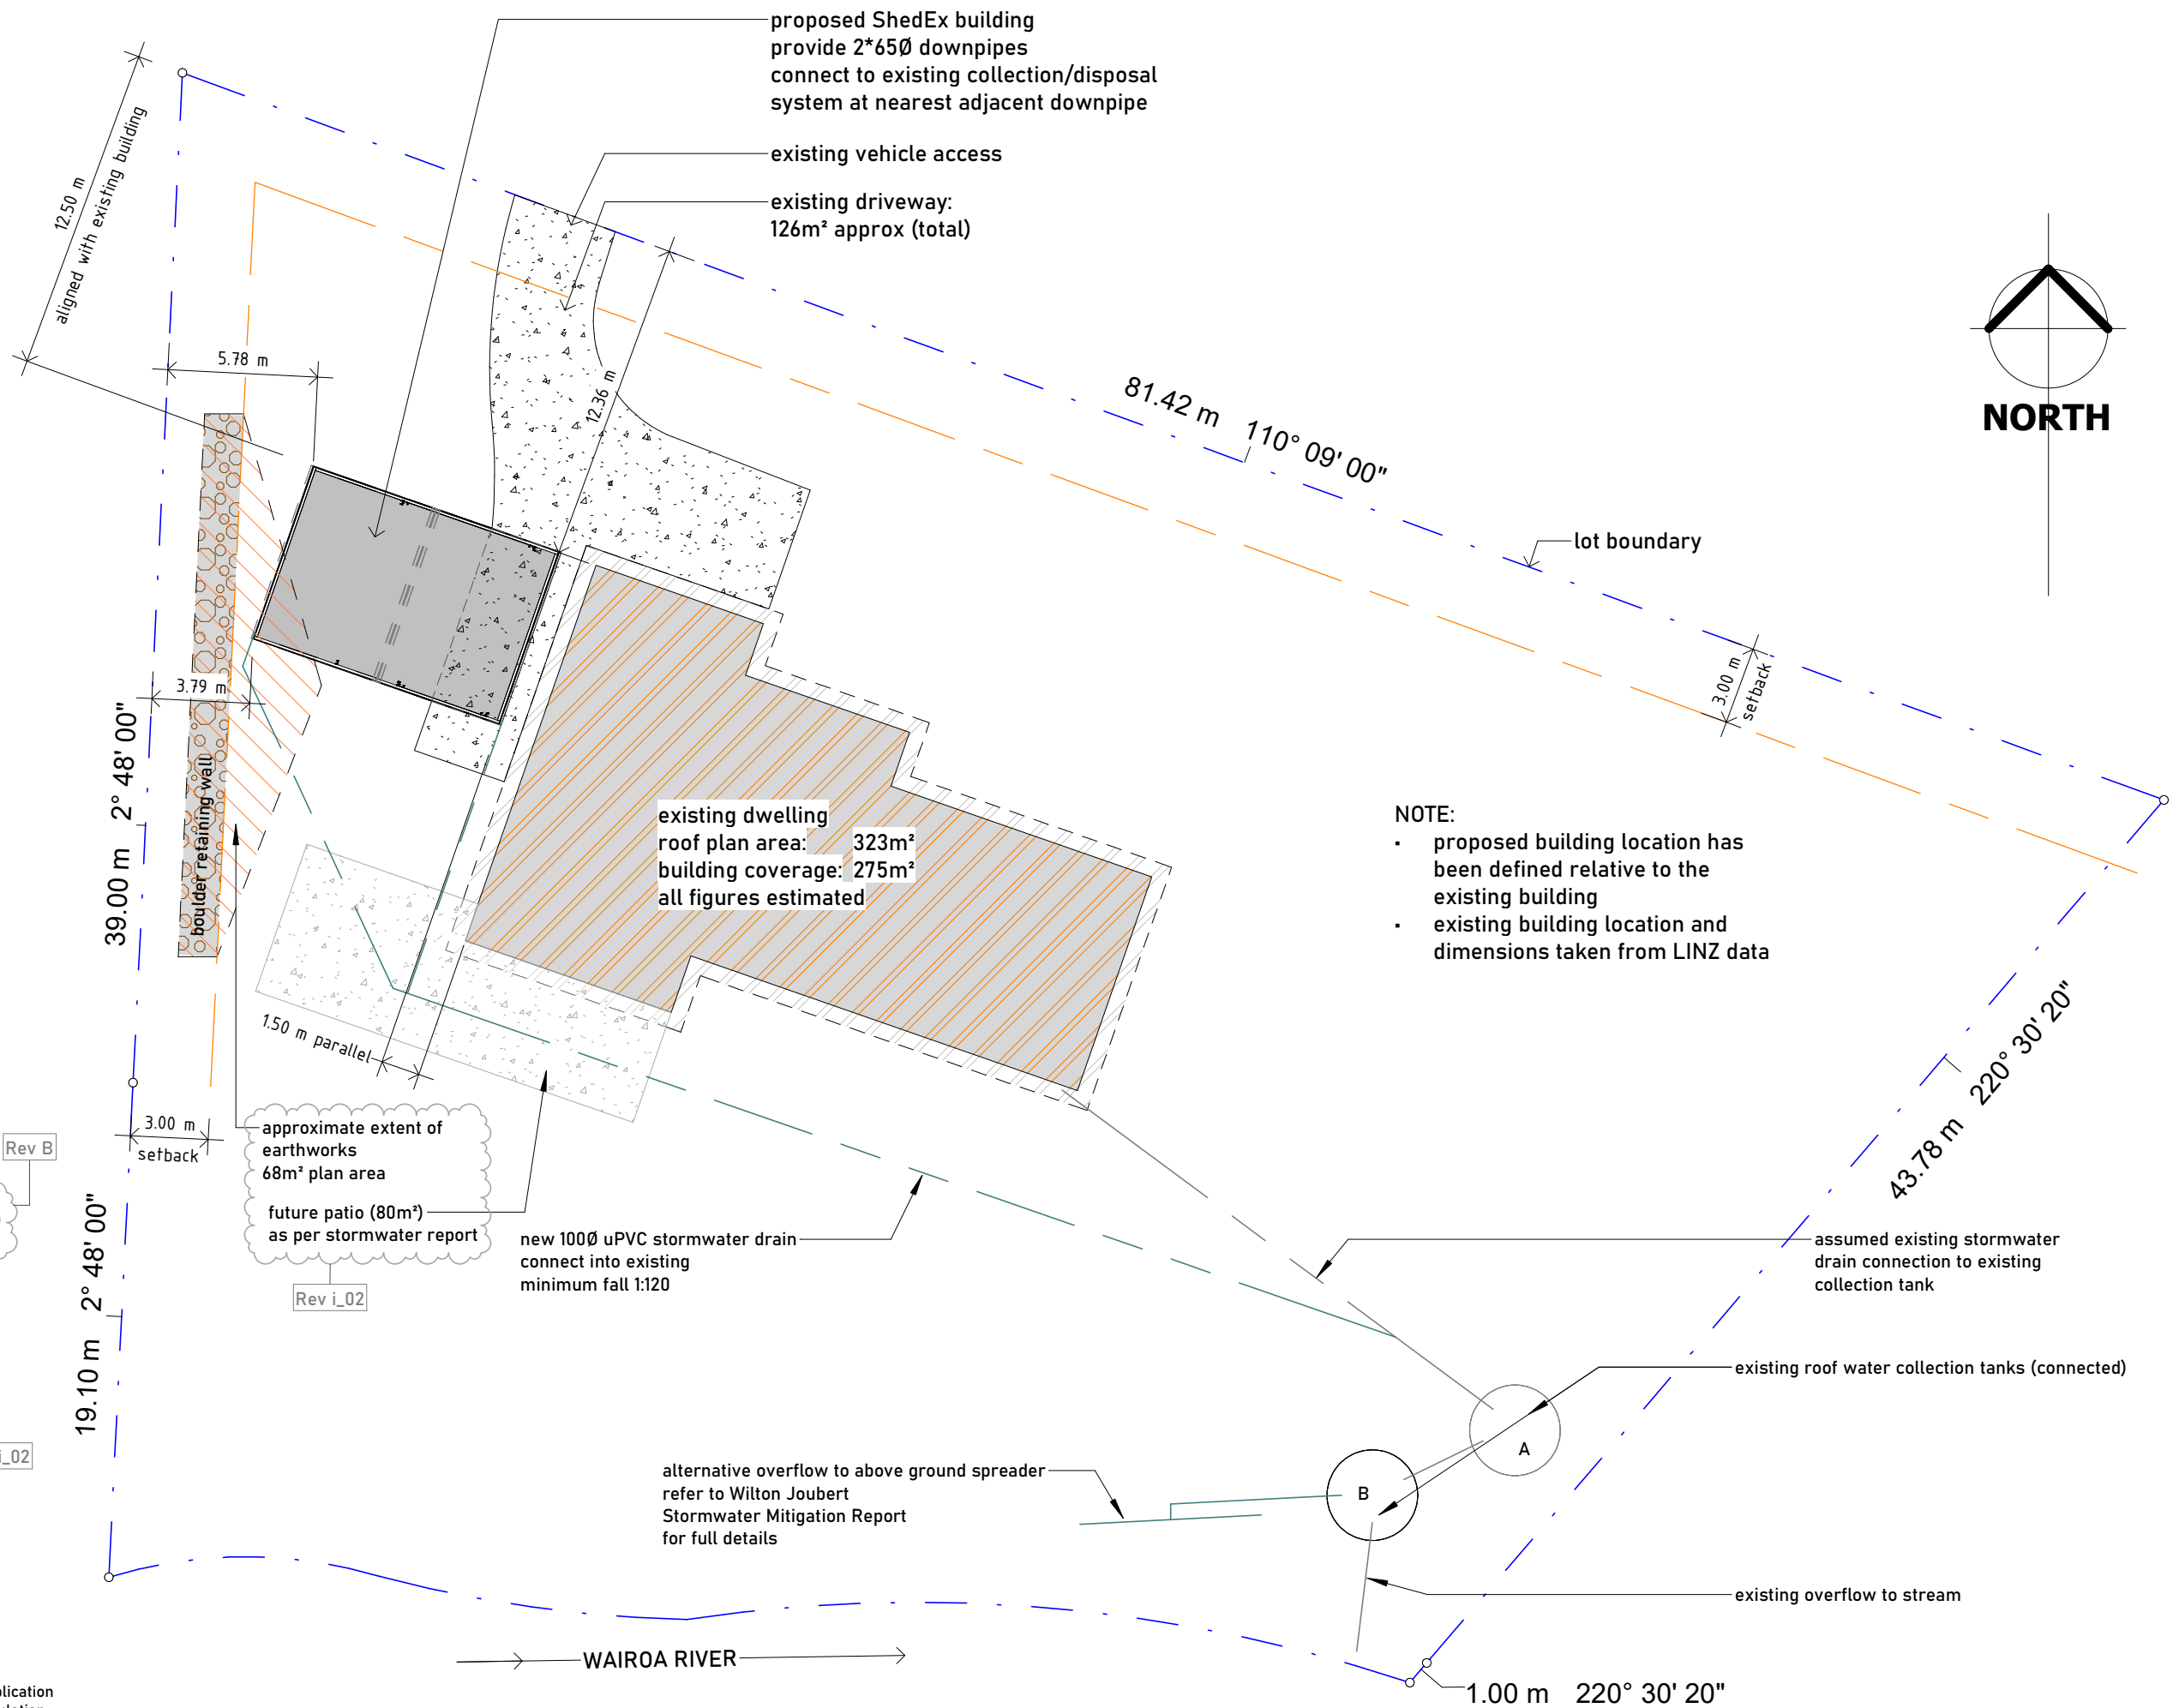 proposed ShedEx building
provide 2*65Ø downpipes
connect to existing collection/disposal
system at nearest adjacent downpipe
existing vehicle access
existing driveway:
126m² approx (total)
12.50 m
aligned with existing building
5.78 m
12.36 m
81.42 m 110° 09' 00"
NORTH
lot boundary
3.00 m
setback
3.79 m
39.00 m 2° 48' 00"
boulder retaining wall
existing dwelling
roof plan area: 323m²
building coverage: 275m²
all figures estimated
NOTE:
▪ proposed building location has
been defined relative to the
existing building
▪ existing building location and
dimensions taken from LINZ data
43.78 m 220° 30' 20"
1.50 m parallel
3.00 m
setback
Rev B
approximate extent of
earthworks
68m² plan area
future patio (80m²)
as per stormwater report
Rev i_02
19.10 m 2° 48' 00"
new 100Ø uPVC stormwater drain
connect into existing
minimum fall 1:120
assumed existing stormwater
drain connection to existing
collection tank
existing roof water collection tanks (connected)
A
B
i_02
alternative overflow to above ground spreader
refer to Wilton Joubert
Stormwater Mitigation Report
for full details
existing overflow to stream
WAIROA RIVER
1.00 m 220° 30' 20"